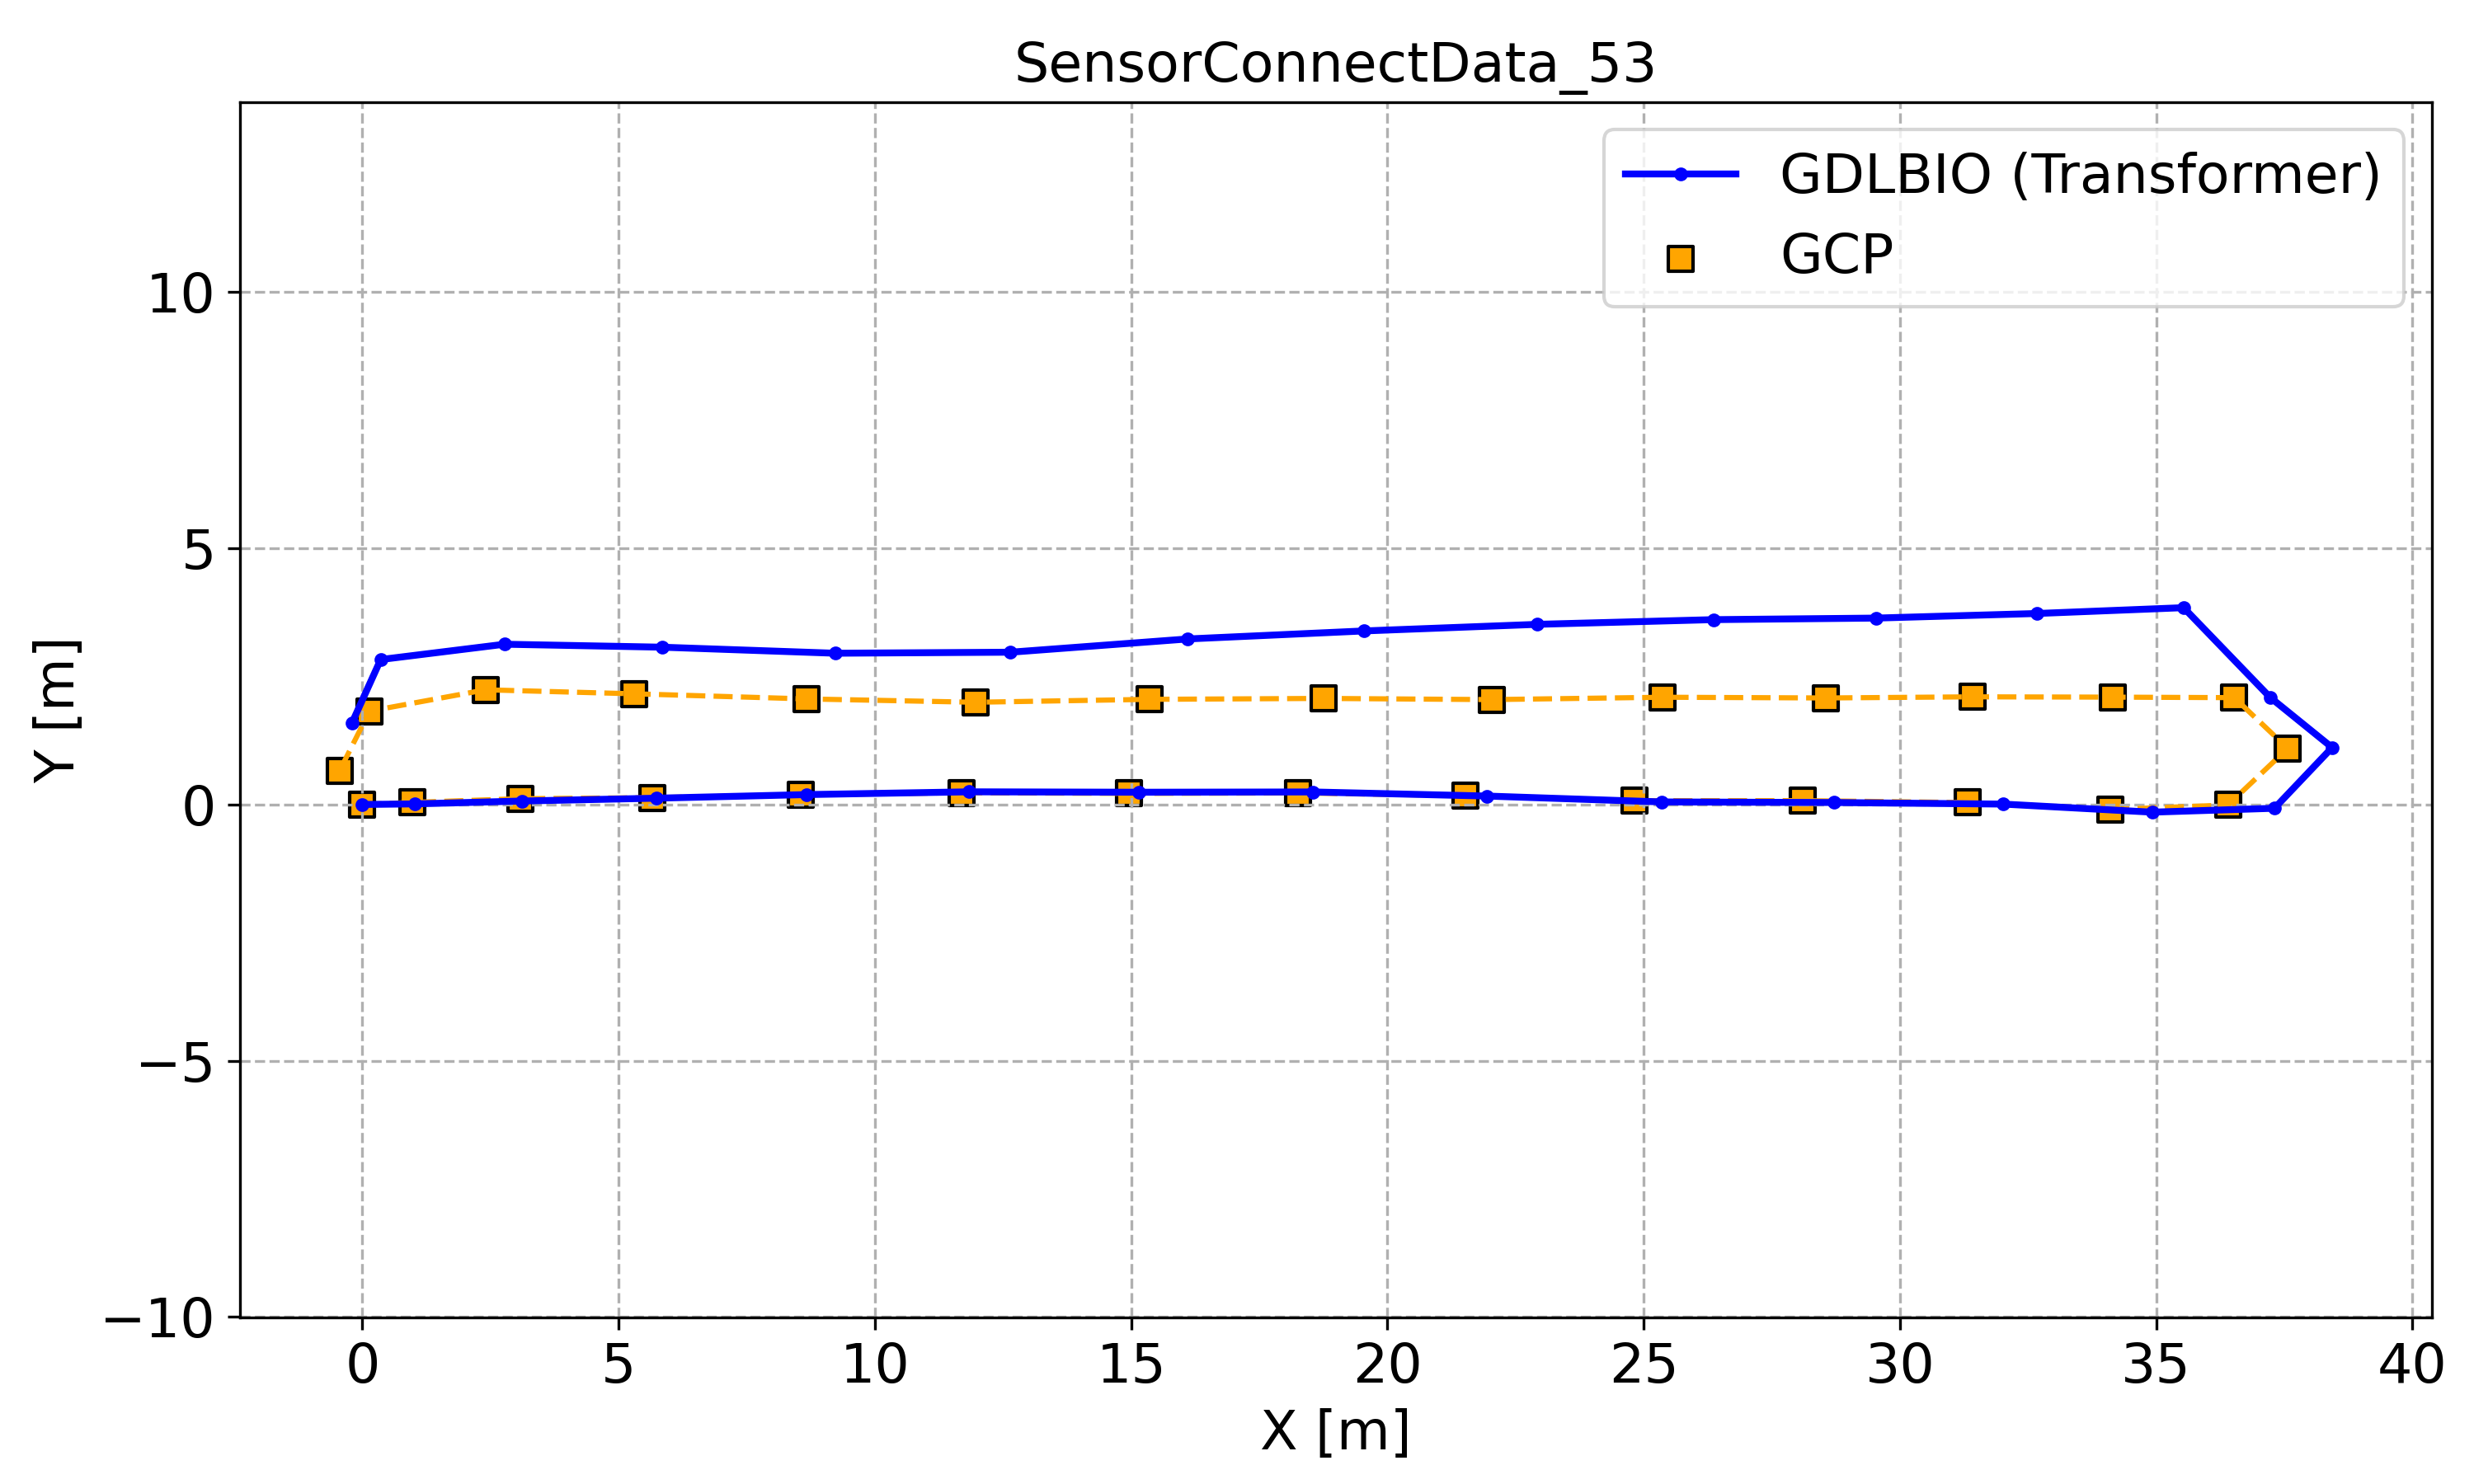 SensorConnectData_53
GDLBIO (Transformer)
GCP
10
5
0
−5
−10
Y [m]
0 5 10 15 20 25 30 35 40
X [m]